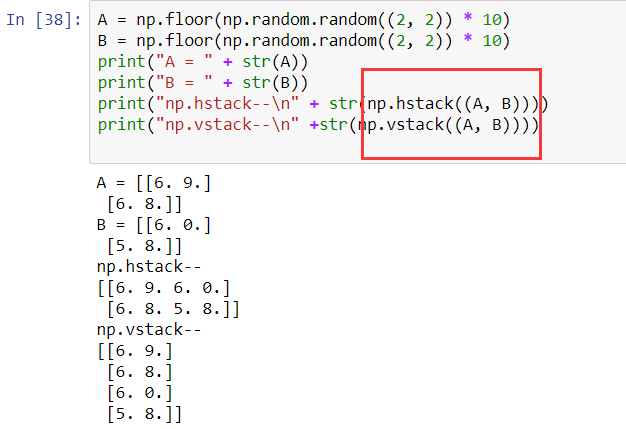 In [38]: A = np.floor(np.random.random((2, 2)) * 10)
B = np.floor(np.random.random((2, 2)) * 10)
print("A = " + str(A))
print("B = " + str(B))
print("np.hstack--\n" + str(np.hstack((A, B))))
print("np.vstack--\n" +str(np.vstack((A, B))))
A = [[6. 9.]
 [6. 8.]]
B = [[6. 0.]
 [5. 8.]]
np.hstack--
[[6. 9. 6. 0.]
 [6. 8. 5. 8.]]
np.vstack--
[[6. 9.]
 [6. 8.]
 [6. 0.]
 [5. 8.]]